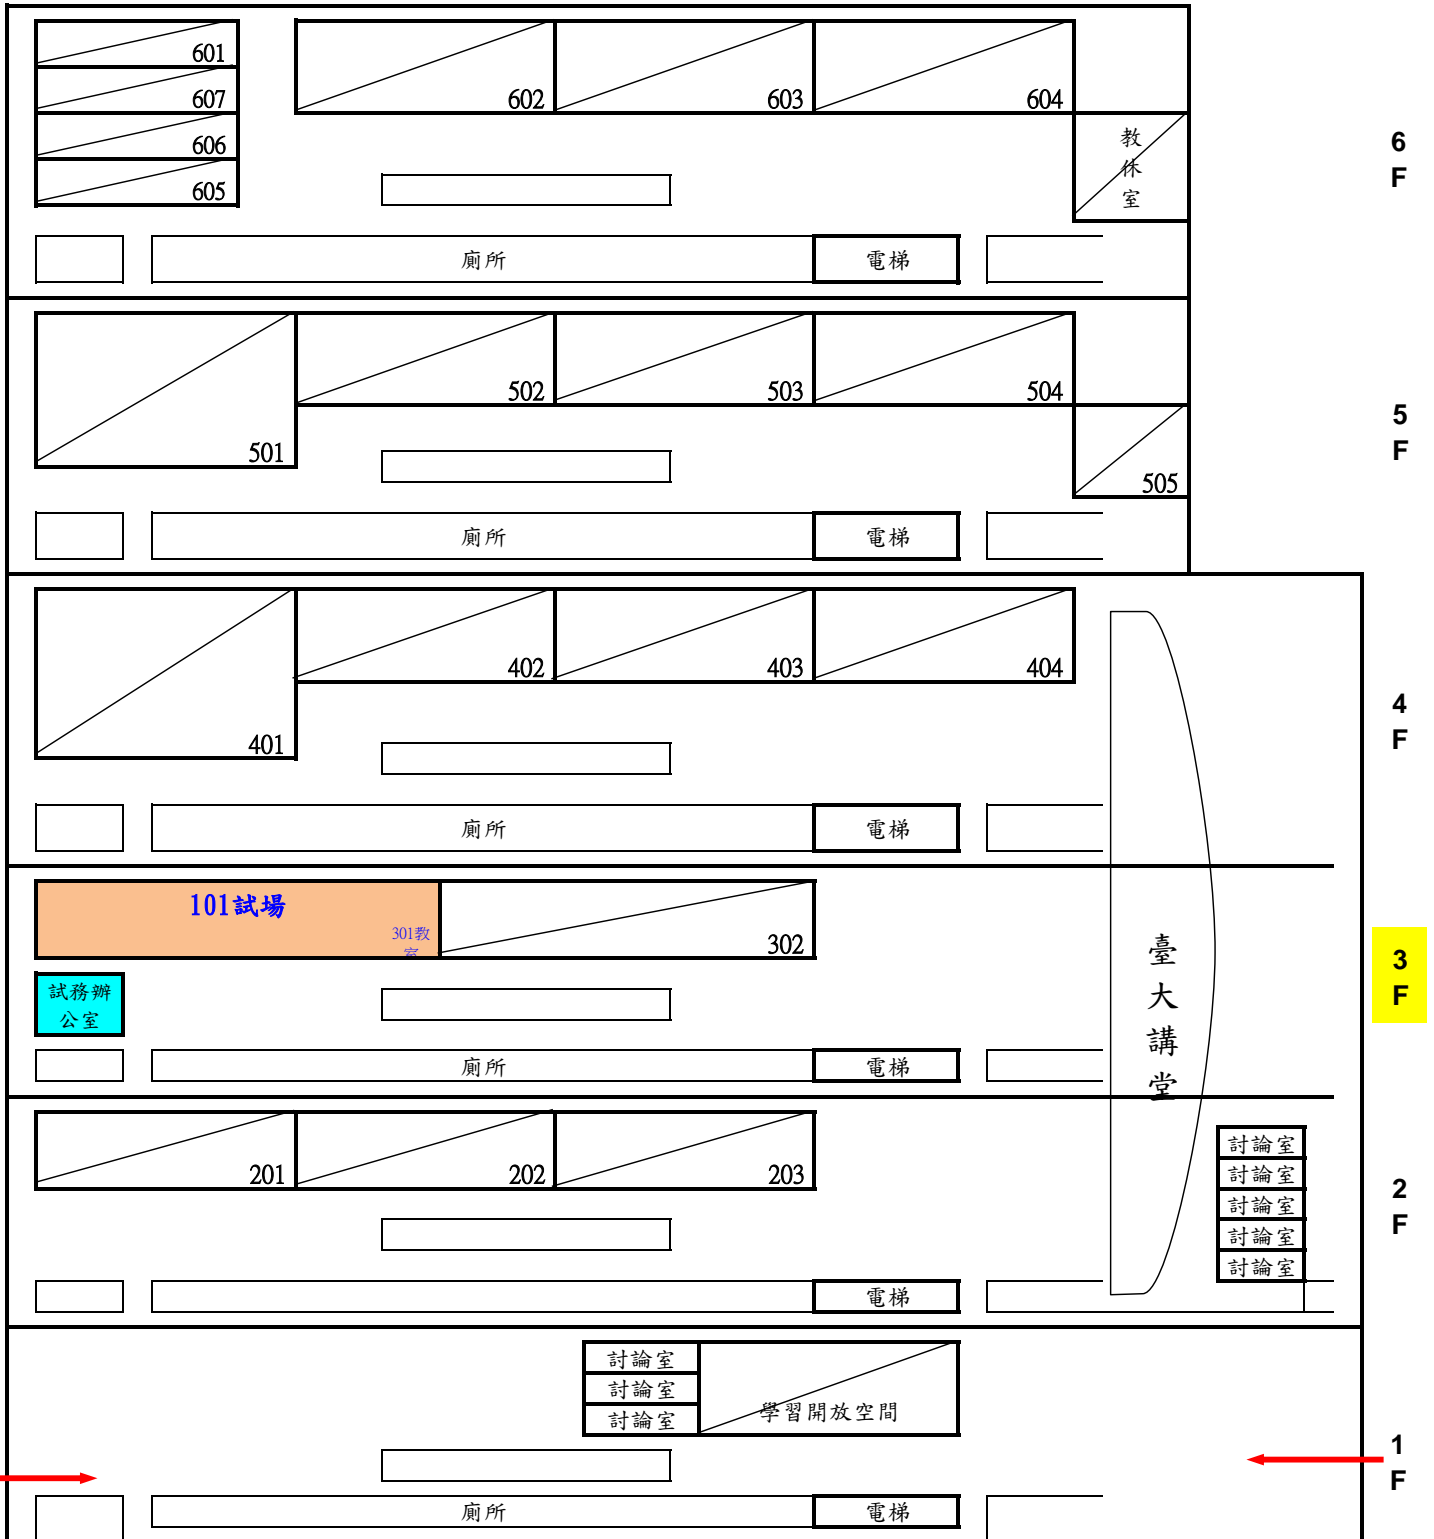 601
607
602
603
604
606
605
教
休
室
6
F
廁所
電梯
502
503
504
501
505
5
F
廁所
電梯
402
403
404
401
4
F
廁所
電梯
101試場
301教
室
302
試務辦
公室
臺
大
講
堂
3
F
廁所
電梯
201
202
203
討論室
討論室
討論室
討論室
討論室
2
F
電梯
討論室
討論室
討論室
學習開放空間
1
F
廁所
電梯